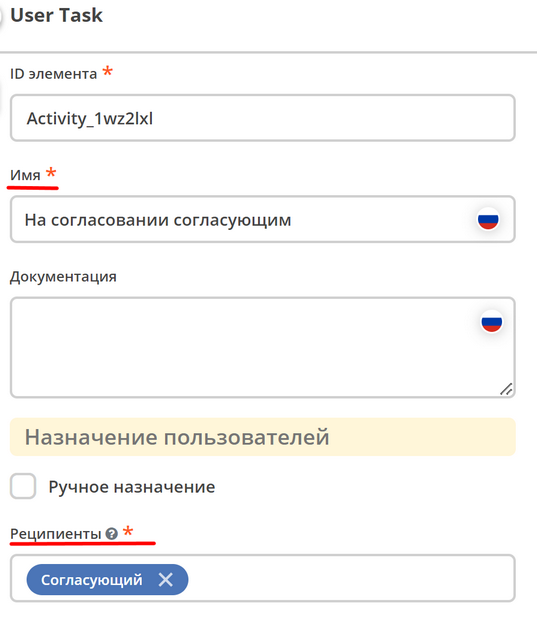 User Task
ID элемента *
Activity_1wz2lxl
Имя *
На согласовании согласующим
Документация
Назначение пользователей
Ручное назначение
Реципиенты ? *
Согласующий